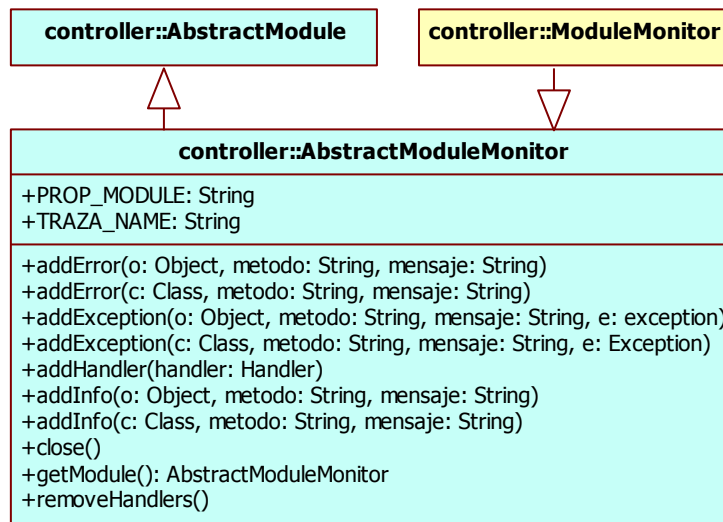 controller::AbstractModule
controller::ModuleMonitor
controller::AbstractModuleMonitor
+PROP_MODULE: String
+TRAZA_NAME: String
+addError(o: Object, metodo: String, mensaje: String)
+addError(c: Class, metodo: String, mensaje: String)
+addException(o: Object, metodo: String, mensaje: String, e: exception)
+addException(c: Class, metodo: String, mensaje: String, e: Exception)
+addHandler(handler: Handler)
+addInfo(o: Object, metodo: String, mensaje: String)
+addInfo(c: Class, metodo: String, mensaje: String)
+close()
+getModule(): AbstractModuleMonitor
+removeHandlers()